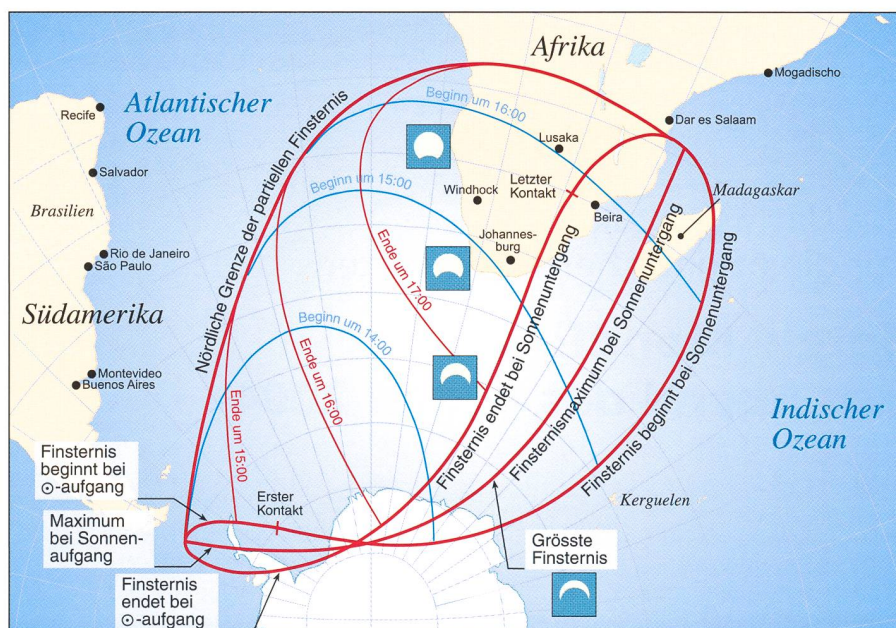 Afrika
Mogadischo
Recife
Atlantischer
Ozean
Beginn um 16:00
Dar es Salaam
Lusaka
Salvador
Letzter
Kontakt
Beginn um 15:00
Windhock
Madagaskar
Beira
Brasilien
Johannes-
burg
Rio de Janeiro
São Paulo
Nördliche Grenze der partiellen Finsternis
Ende um 17:00
Südamerika
Beginn um 14:00
Ende um 16:00
Montevideo
Buenos Aires
Ende um 15:00
Finsternis endet bei Sonnenuntergang
Finsternismaximum bei Sonnenuntergang
Finsternis beginnt bei Sonnenuntergang
Indischer
Ozean
Finsternis
beginnt bei
⊙-aufgang
Erster
Kontakt
Kerguelen
Maximum
bei Sonnen-
aufgang
Grösste
Finsternis
Finsternis
endet bei
⊙-aufgang